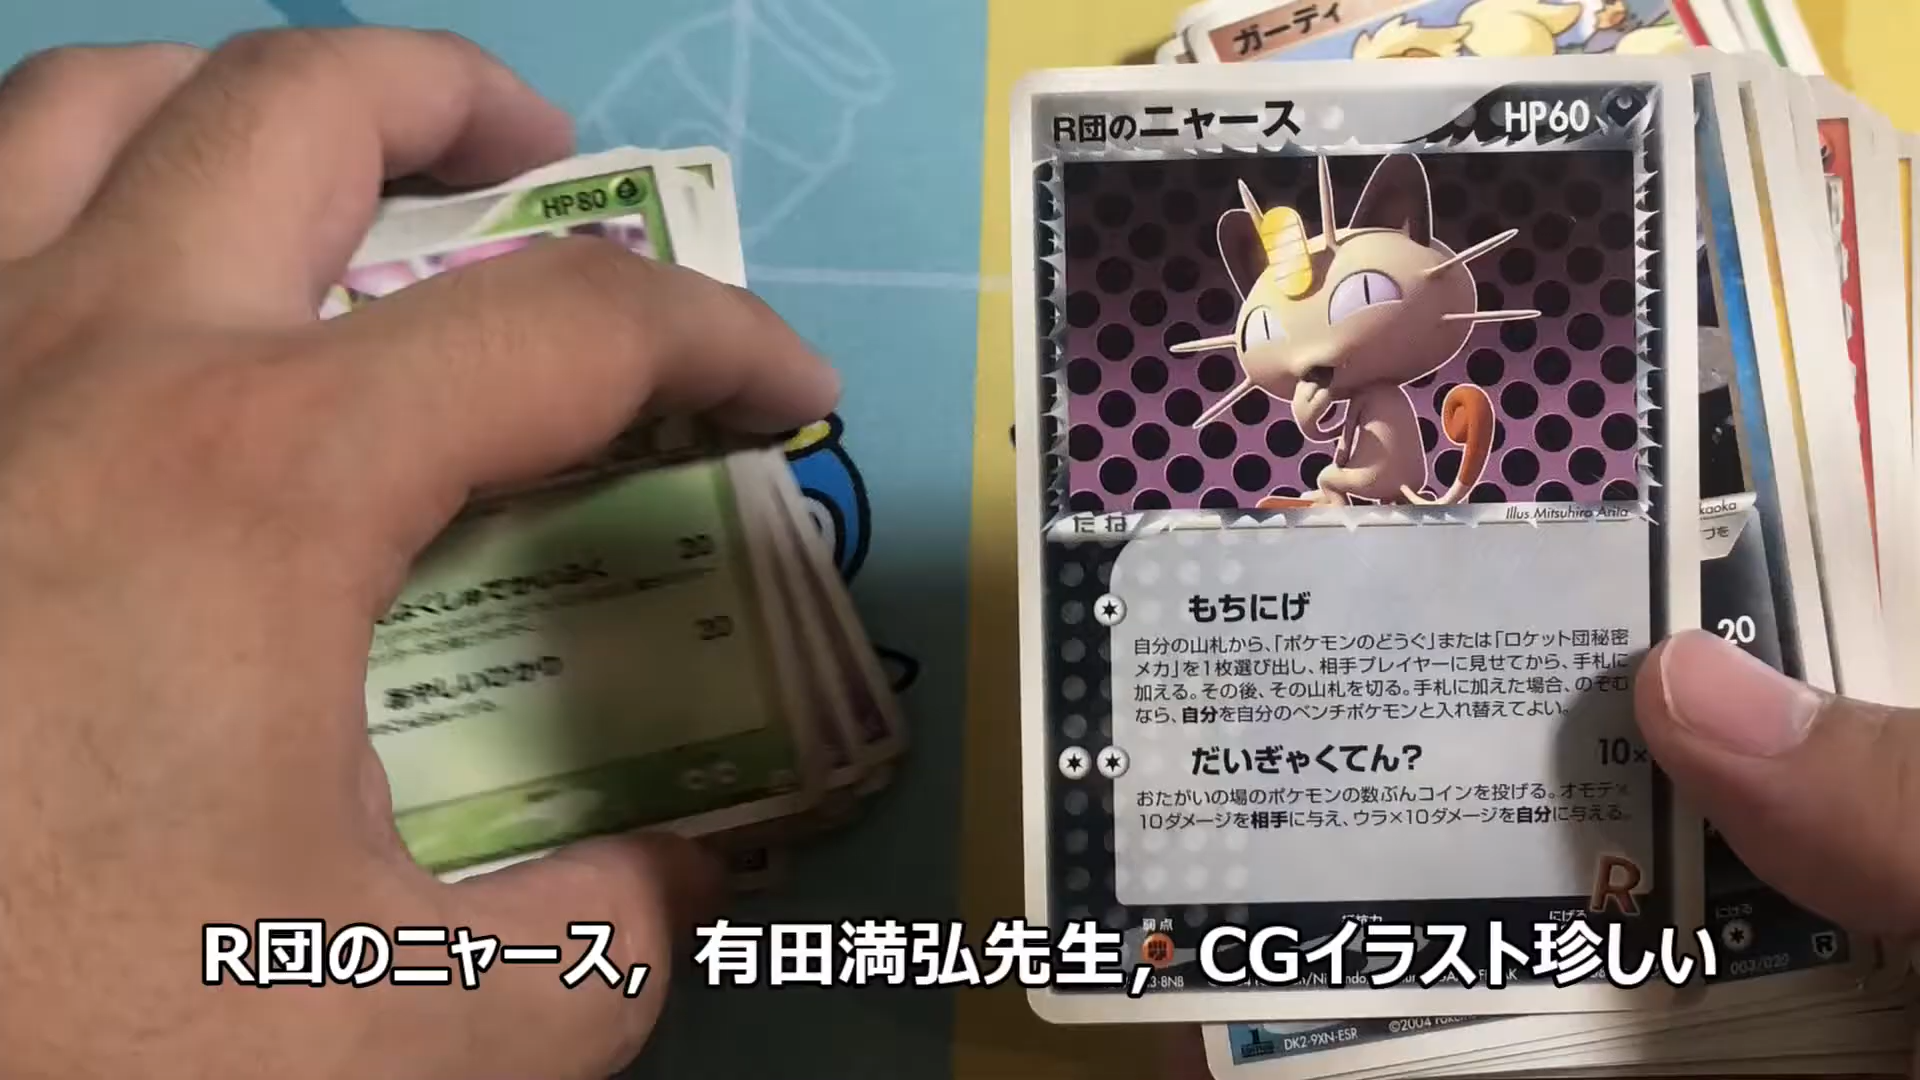 ガーディ
R団のニャース HP60
HP80
Illus. Mitsuhiro Arita
たね
kaoka
もちにげ
自分の山札から、「ポケモンのどうぐ」または「ロケット団秘密
メカ」を1枚選び出し、相手プレイヤーに見せてから、手札に
加える。その後、その山札を切る。手札に加えた場合、のぞむ
なら、自分を自分のベンチポケモンと入れ替えてよい。
20
20
20
だいぎゃくてん? 10×
おたがいの場のポケモンの数ぶんコインを投げる。オモテ×
10ダメージを相手に与え、ウラ×10ダメージを自分に与える。
R
弱点
にげる
にげる
R団のニャース, 有田満弘先生, CGイラスト珍しい
003/020
DK2-9XN-ESR ©2004